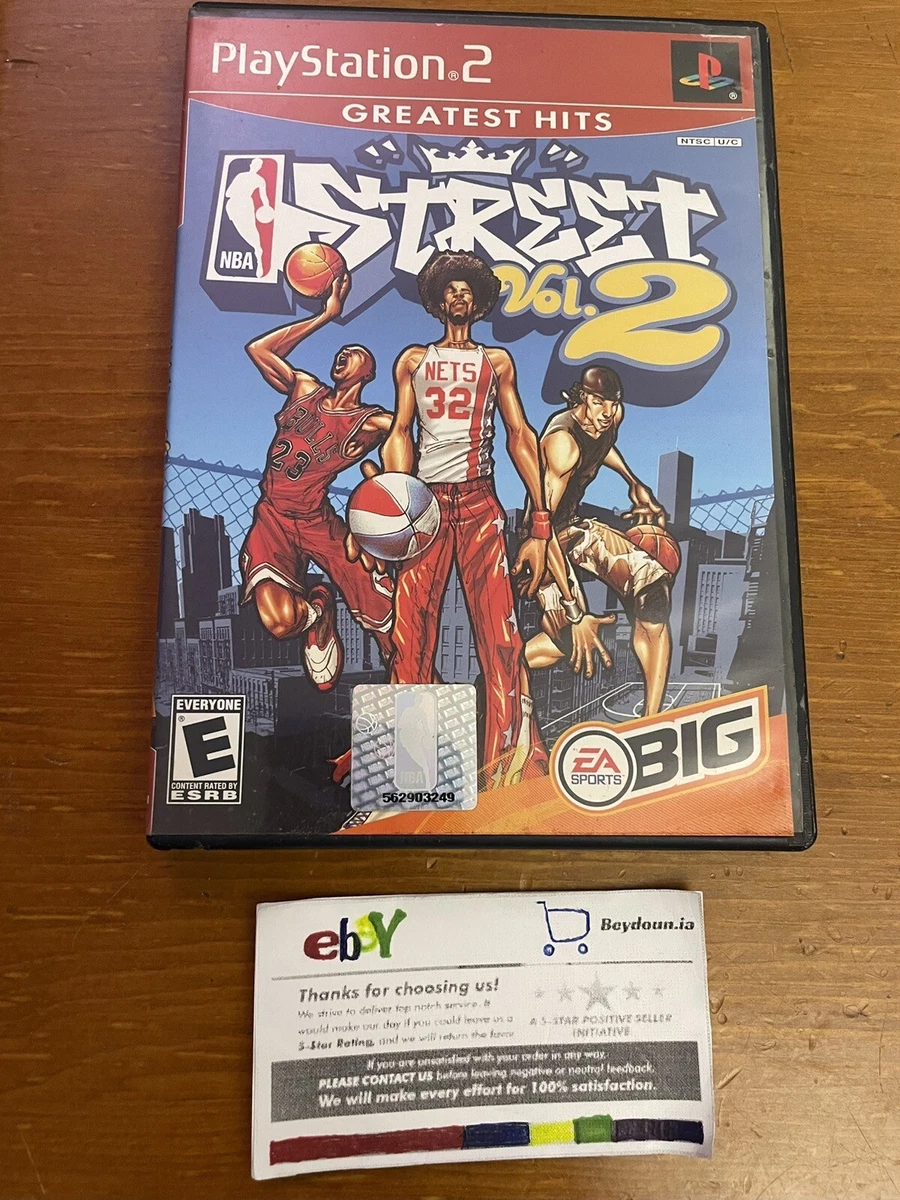 PlayStation®2
GREATEST HITS
NTSC U/C
NBA
STREET
Vol. 2
BULLS
23
NETS
32
EVERYONE
E
CONTENT RATED BY
ESRB
NBA
562903249
EA
SPORTS
BIG
ebay
Beydoun.ia
Thanks for choosing us!
We strive to deliver top notch service. It
would make our day if you could leave us a
5-Star Rating, and we will return the favor
A 5-STAR POSITIVE SELLER
INITIATIVE
If you are unsatisfied with your order in any way,
PLEASE CONTACT US before leaving negative or neutral feedback.
We will make every effort for 100% satisfaction.